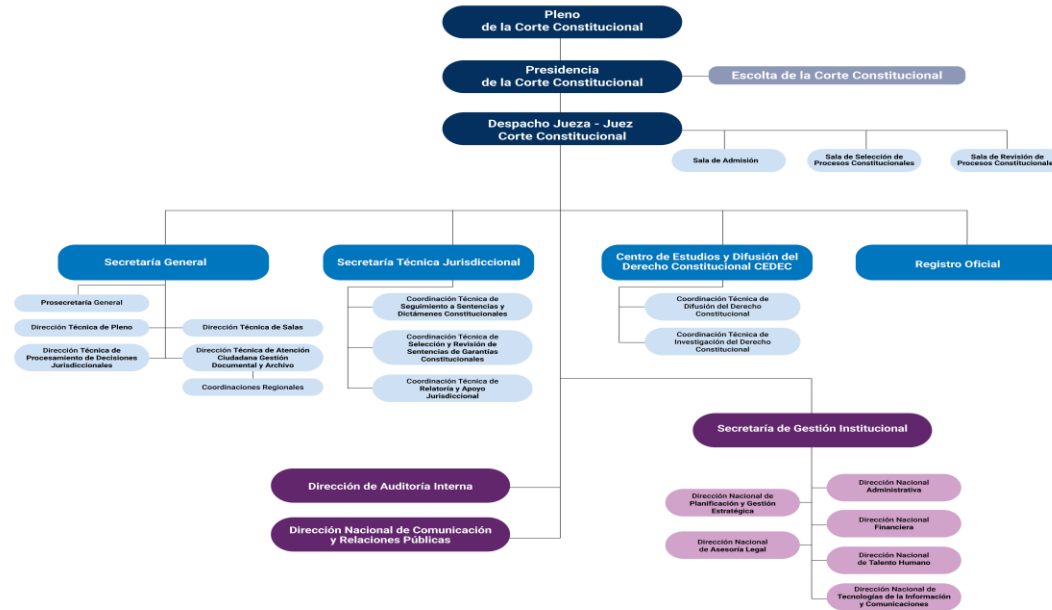 Pleno
de la Corte Constitucional
Presidencia
de la Corte Constitucional
Escolta de la Corte Constitucional
Despacho Jueza - Juez
Corte Constitucional
Sala de Admisión
Sala de Selección de
Procesos Constitucionales
Sala de Revisión de
Procesos Constitucionale
Secretaría General
Secretaría Técnica Jurisdiccional
Centro de Estudios y Difusión del
Derecho Constitucional CEDEC
Registro Oficial
Prosecretaría General
Dirección Técnica de Pleno
Dirección Técnica de Salas
Dirección Técnica de
Procesamiento de Decisiones
Jurisdiccionales
Dirección Técnica de Atención
Ciudadana Gestión
Documental y Archivo
Coordinaciones Regionales
Coordinación Técnica de
Seguimiento a Sentencias y
Dictámenes Constitucionales
Coordinación Técnica de
Selección y Revisión de
Sentencias de Garantías
Constitucionales
Coordinación Técnica de
Relatoría y Apoyo
Jurisdiccional
Coordinación Técnica de
Difusión del Derecho
Constitucional
Coordinación Técnica de
Investigación del Derecho
Constitucional
Secretaría de Gestión Institucional
Dirección de Auditoría Interna
Dirección Nacional de Comunicación
y Relaciones Públicas
Dirección Nacional de
Planificación y Gestión
Estratégica
Dirección Nacional
de Asesoría Legal
Dirección Nacional
Administrativa
Dirección Nacional
Financiera
Dirección Nacional
de Talento Humano
Dirección Nacional de
Tecnologías de la Información
y Comunicaciones